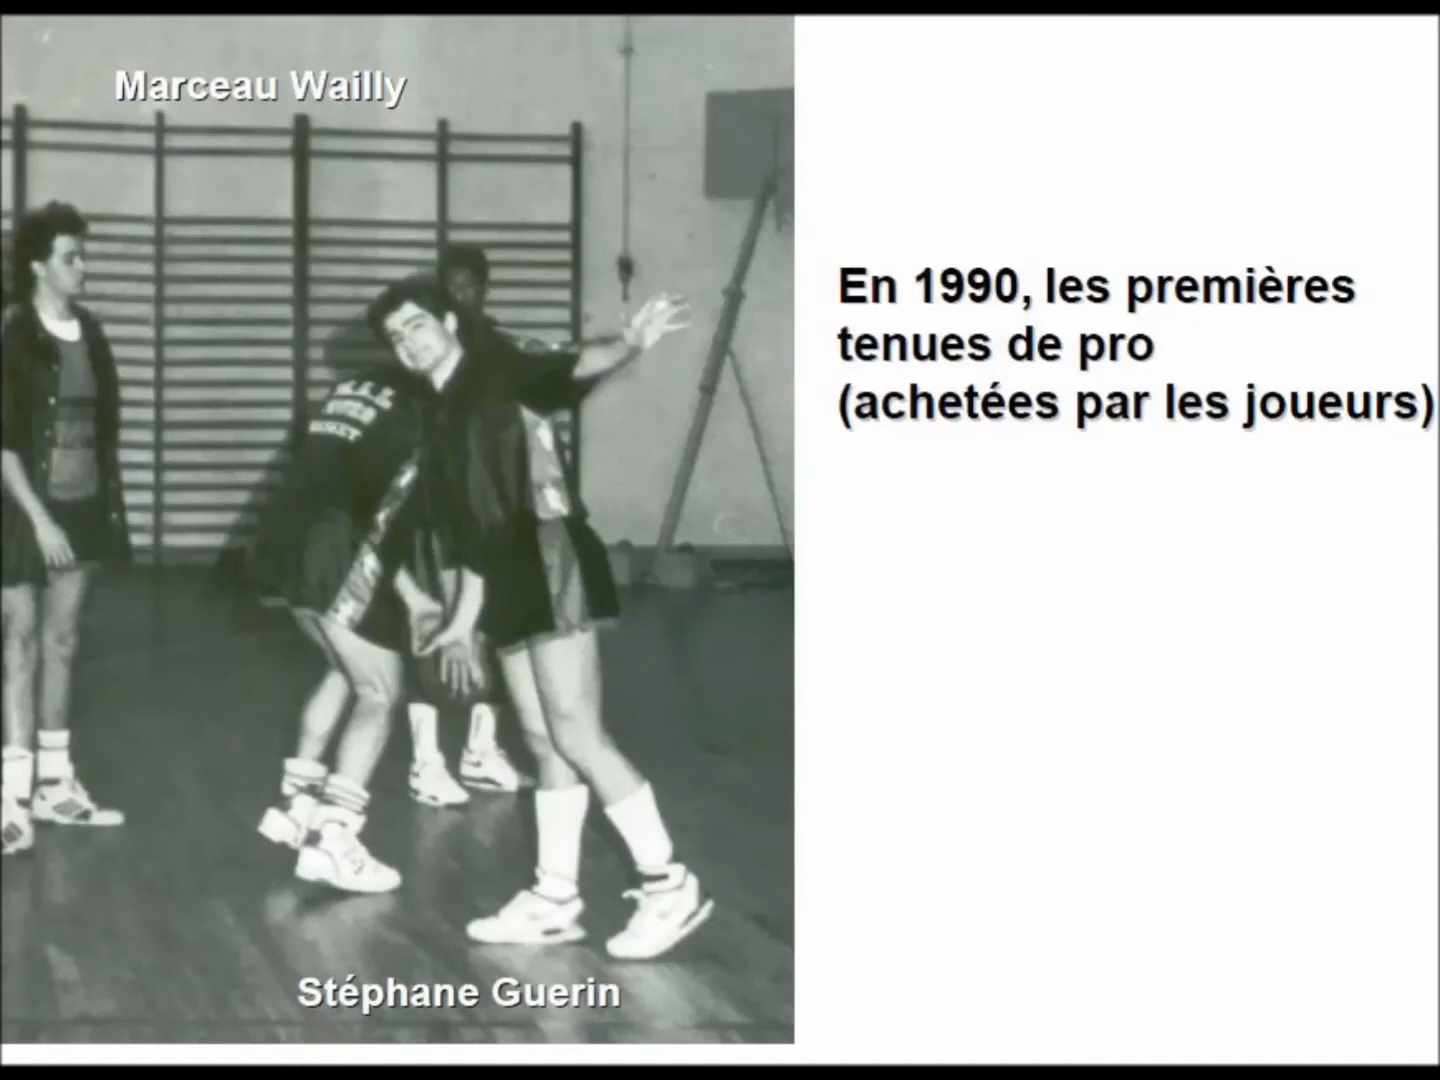 Marceau Wailly
En 1990, les premières
tenues de pro
(achetées par les joueurs)
Stéphane Guerin